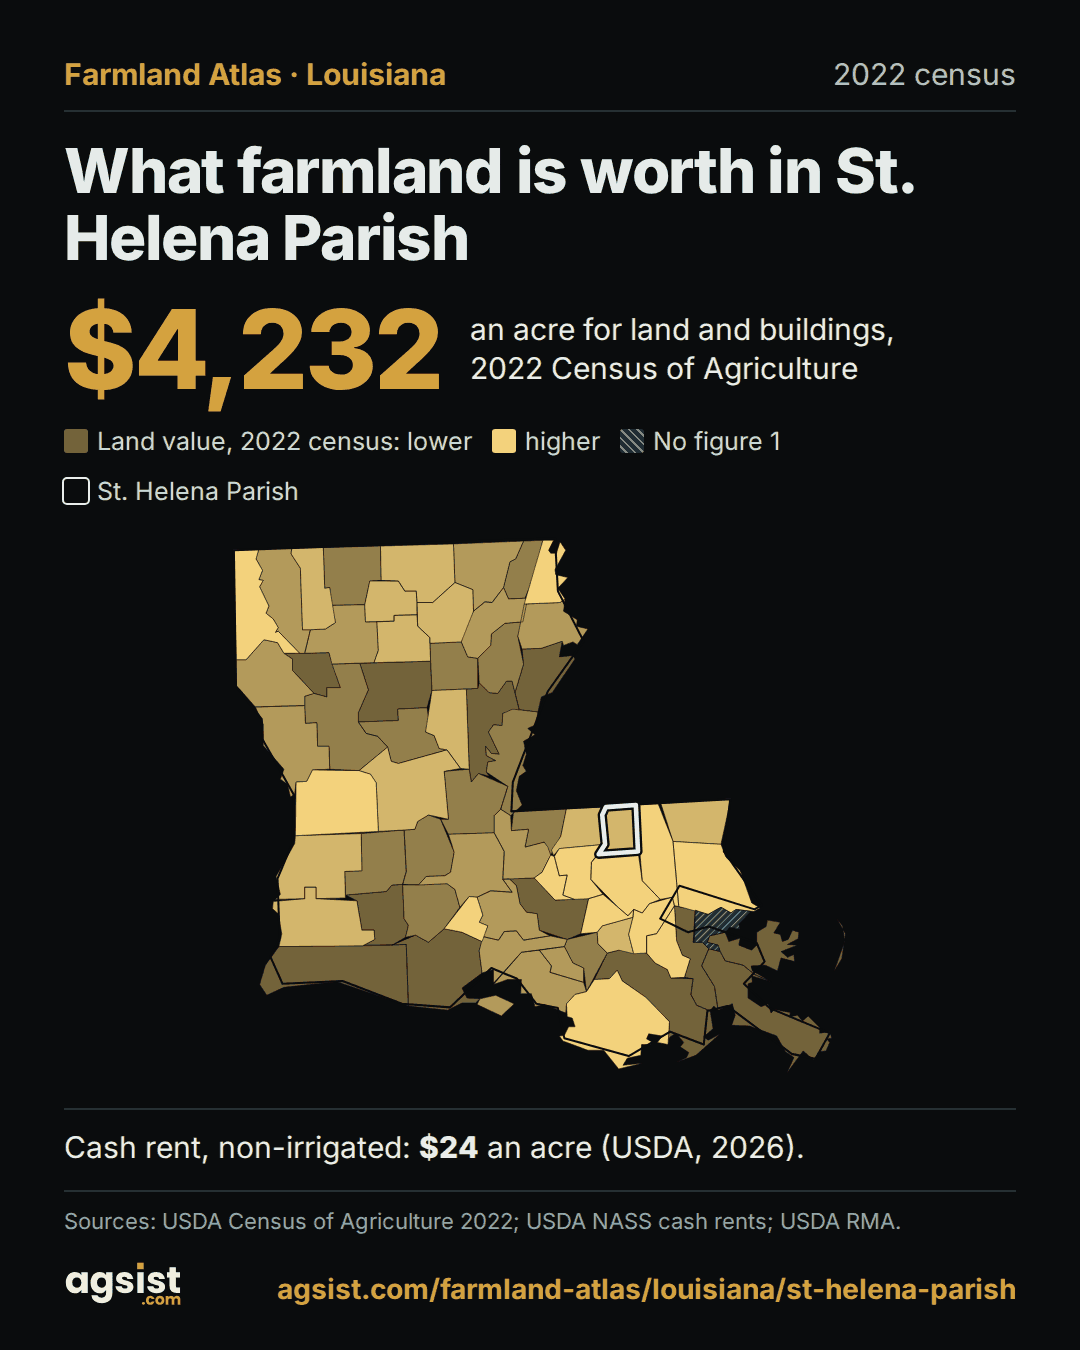 Farmland Atlas · Louisiana
2022 census
What farmland is worth in St.
Helena Parish
$4,232
an acre for land and buildings,
2022 Census of Agriculture
Land value, 2022 census: lower
higher
No figure 1
St. Helena Parish
Cash rent, non-irrigated: $24 an acre (USDA, 2026).
Sources: USDA Census of Agriculture 2022; USDA NASS cash rents; USDA RMA.
agsist
.com
agsist.com/farmland-atlas/louisiana/st-helena-parish